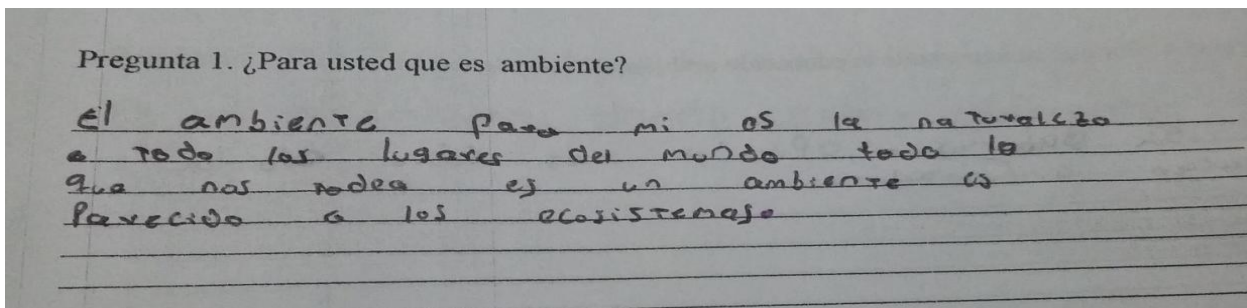 Pregunta 1. ¿Para usted que es ambiente?
El ambiente para mi es la naturaleza
o todo las lugares del mundo todo lo
que nos rodea es un ambiente es
Parecido a los ecosistemas.